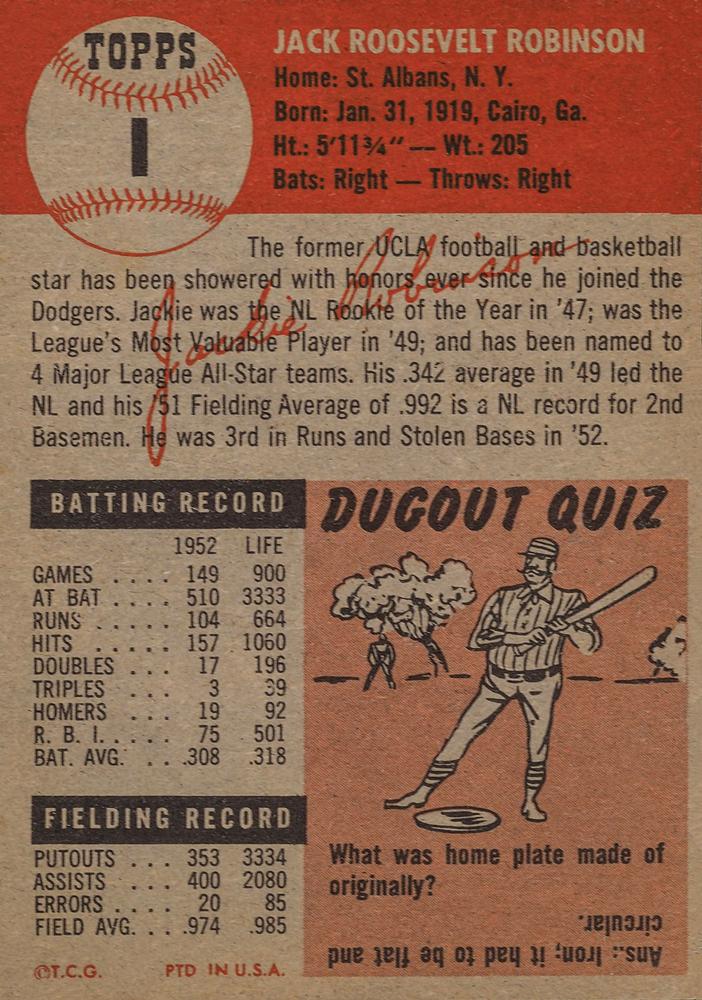 TOPPS
1
JACK ROOSEVELT ROBINSON
Home: St. Albans, N. Y.
Born: Jan. 31, 1919, Cairo, Ga.
Ht.: 5'11¾" — Wt.: 205
Bats: Right — Throws: Right
The former UCLA football and basketball
star has been showered with honors ever since he joined the
Dodgers. Jackie was the NL Rookie of the Year in '47; was the
League's Most Valuable Player in '49; and has been named to
4 Major League All-Star teams. His .342 average in '49 led the
NL and his '51 Fielding Average of .992 is a NL record for 2nd
Basemen. He was 3rd in Runs and Stolen Bases in '52.
Jackie Robinson
BATTING RECORD
1952 LIFE
GAMES .... 149 900
AT BAT .... 510 3333
RUNS ..... 104 664
HITS ..... 157 1060
DOUBLES ... 17 196
TRIPLES ... 3 39
HOMERS ... 19 92
R. B. I. .... 75 501
BAT. AVG. .. .308 .318
FIELDING RECORD
PUTOUTS ... 353 3334
ASSISTS ... 400 2080
ERRORS .... 20 85
FIELD AVG. .. .974 .985
©T.C.G. PTD IN U.S.A.
DUGOUT QUIZ
What was home plate made of
originally?
Ans.: Iron; it had to be flat and
circular.